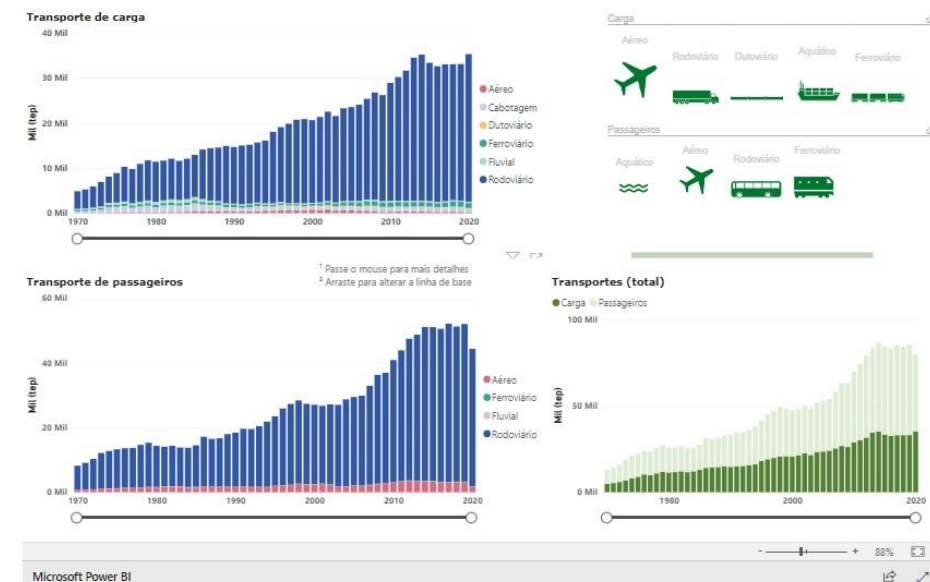 Transporte de carga
40 Mil
30 Mil
20 Mil
10 Mil
0 Mil
Mil (tep)
1970
1980
1990
2000
2010
2020
Aéreo
Cabotagem
Dutoviário
Ferroviário
Fluvial
Rodoviário
Carga
Aéreo
Rodoviário
Dutoviário
Aquático
Ferroviário
Passageiros
Aquático
Aéreo
Rodoviário
Ferroviário
¹ Passe o mouse para mais detalhes
² Arraste para alterar a linha de base
Transporte de passageiros
60 Mil
40 Mil
20 Mil
0 Mil
Mil (tep)
1970
1980
1990
2000
2010
2020
Aéreo
Ferroviário
Fluvial
Rodoviário
Transportes (total)
Carga
Passageiros
100 Mil
50 Mil
0 Mil
Mil (tep)
1980
2000
2020
- + 88%
Microsoft Power BI